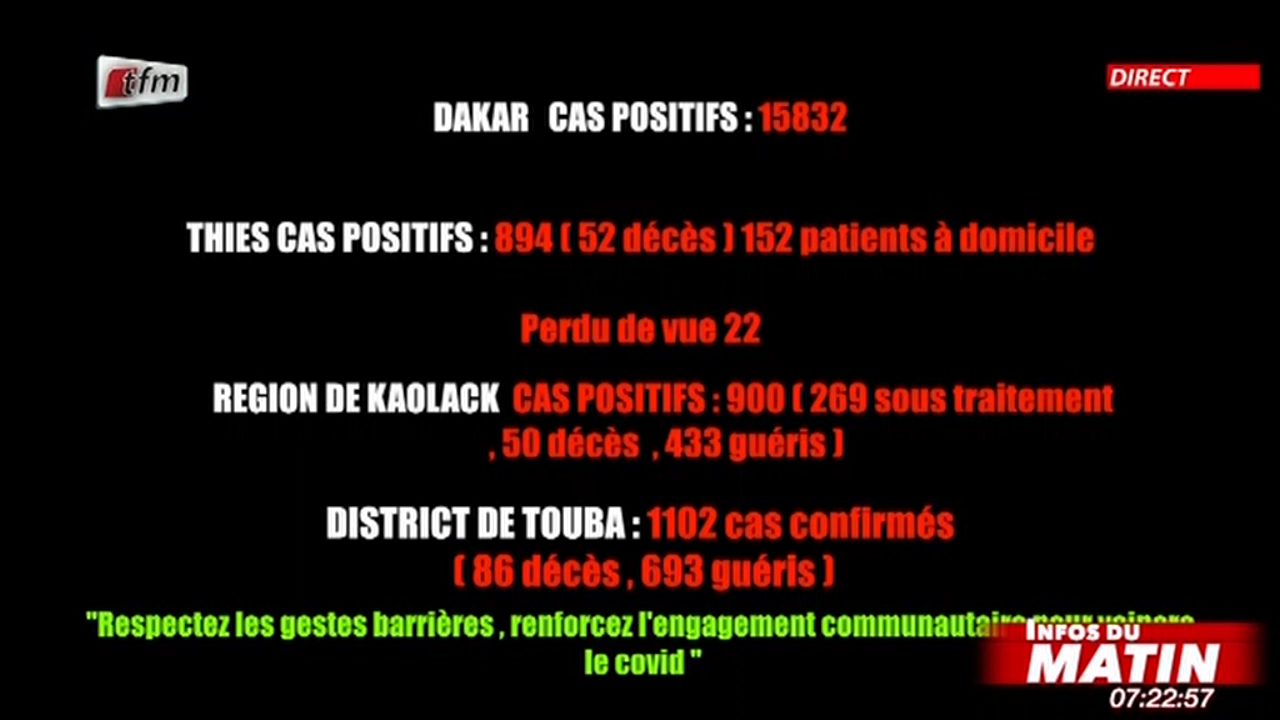 tfm
DIRECT
DAKAR CAS POSITIFS : 15832
THIES CAS POSITIFS : 894 ( 52 décès ) 152 patients à domicile
Perdu de vue 22
REGION DE KAOLACK CAS POSITIFS : 900 ( 269 sous traitement
, 50 décès , 433 guéris )
DISTRICT DE TOUBA : 1102 cas confirmés
( 86 décès , 693 guéris )
"Respectez les gestes barrières , renforcez l'engagement communautaire pour vaincre
le covid "
INFOS DU
MATIN
07:22:57